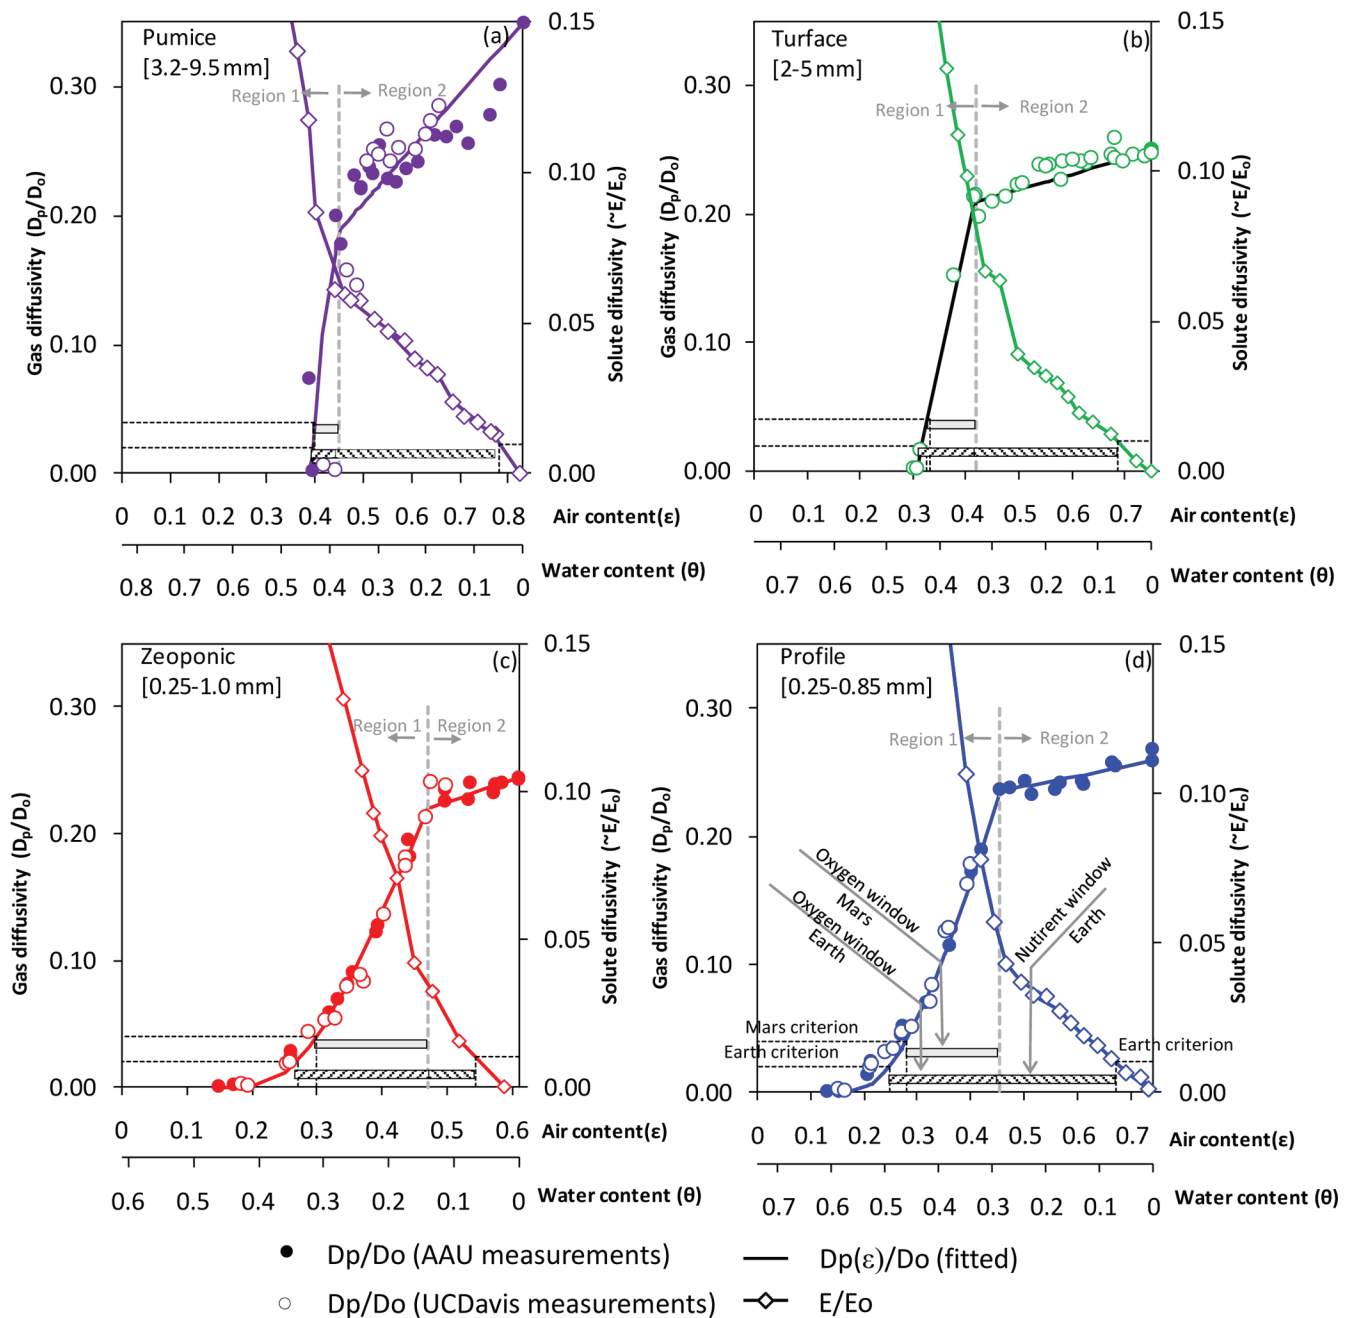 Pumice
[3.2-9.5 mm]
(a)
Region 1
Region 2
Gas diffusivity (Dp/Do)
0.30
0.20
0.10
0.00
Solute difusivity (~E/Eo)
0.15
0.10
0.05
0.00
0 0.1 0.2 0.3 0.4 0.5 0.6 0.7 0.8
Air content(ε)
0.8 0.7 0.6 0.5 0.4 0.3 0.2 0.1 0
Water content (θ)
Turface
[2-5 mm]
(b)
Region 1
Region 2
Gas diffusivity (Dp/Do)
0.30
0.20
0.10
0.00
Solute difusivity (~E/Eo)
0.15
0.10
0.05
0.00
0 0.1 0.2 0.3 0.4 0.5 0.6 0.7
Air content(ε)
0.7 0.6 0.5 0.4 0.3 0.2 0.1 0
Water content (θ)
Zeoponic
[0.25-1.0 mm]
(c)
Region 1
Region 2
Gas diffusivity (Dp/Do)
0.30
0.20
0.10
0.00
Solute difusivity (~E/Eo)
0.15
0.10
0.05
0.00
0 0.1 0.2 0.3 0.4 0.5 0.6
Air content(ε)
0.6 0.5 0.4 0.3 0.2 0.1 0
Water content (θ)
Profile
[0.25-0.85 mm]
(d)
Region 1
Region 2
Gas diffusivity (Dp/Do)
0.30
0.20
0.10
0.00
Oxygen window
Mars
Oxygen window
Earth
Nutirent window
Earth
Mars criterion
Earth criterion
Earth criterion
Solute difusivity (~E/Eo)
0.15
0.10
0.05
0.00
0 0.1 0.2 0.3 0.4 0.5 0.6 0.7
Air content(ε)
0.7 0.6 0.5 0.4 0.3 0.2 0.1 0
Water content (θ)
Dp/Do (AAU measurements)
Dp(ε)/Do (fitted)
Dp/Do (UCDavis measurements)
E/Eo